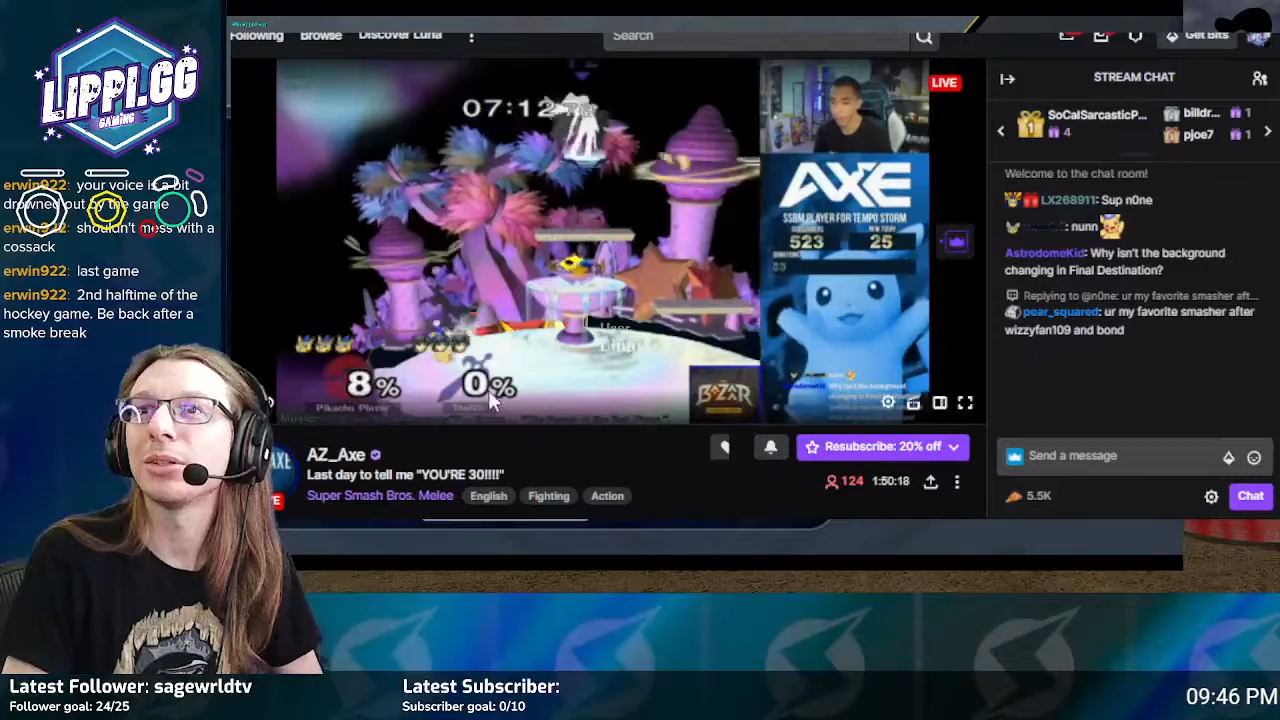 LIPPI.GG
GAMING
erwin922: your voice is a bit
drowned out by the game
erwin922: shouldn't mess with a
cossack
erwin922: last game
erwin922: 2nd halftime of the
hockey game. Be back after a
smoke break
Following Browse Discover Luna
Search
Get Bits
07:12
8%
0%
LIVE
AXE
SSBM PLAYER FOR TEMPO STORM
523
25
BAZAR
AZ_Axe
Last day to tell me "YOU'RE 30!!!!"
Super Smash Bros. Melee English Fighting Action
Resubscribe: 20% off
124 1:50:18
STREAM CHAT
SoCalSarcasticP...
4
billdr... 1
pjoe7 1
Welcome to the chat room!
LX268911: Sup n0ne
: nunn
AstrodomeKid: Why isn't the background
changing in Final Destination?
Replying to @n0ne: ur my favorite smasher aft...
pear_squared: ur my favorite smasher after
wizzyfan109 and bond
Send a message
5.5K
Chat
Latest Follower: sagewrldtv
Follower goal: 24/25
Latest Subscriber:
Subscriber goal: 0/10
09:46 PM